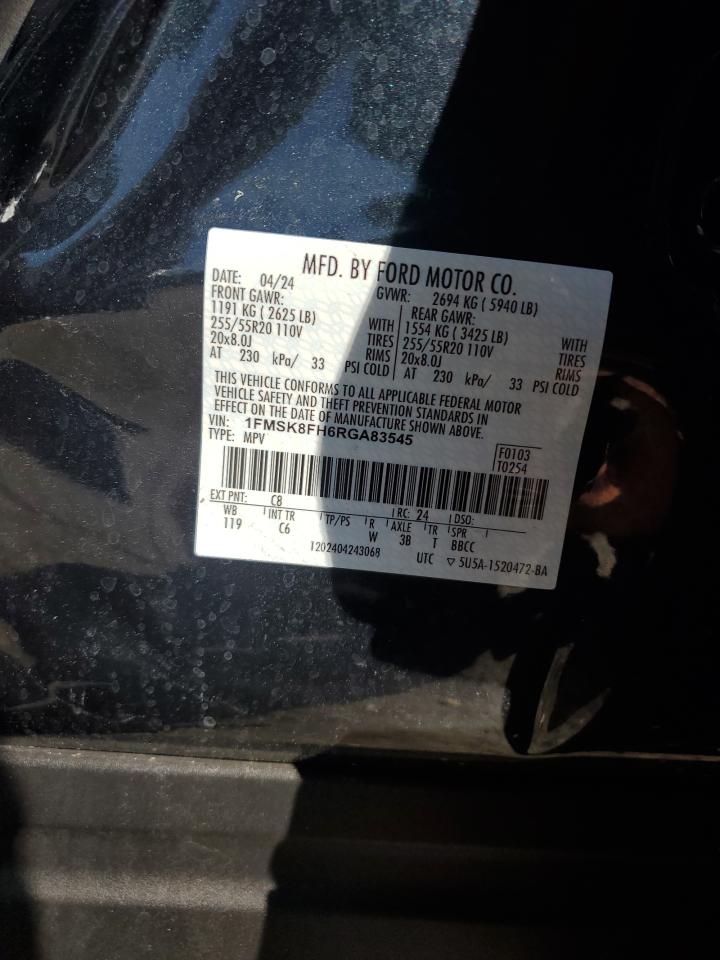 MFD. BY FORD MOTOR CO.
DATE: 04/24 GVWR: 2694 KG ( 5940 LB)
FRONT GAWR: REAR GAWR:
1191 KG ( 2625 LB) WITH 1554 KG ( 3425 LB) WITH
255/55R20 110V TIRES 255/55R20 110V TIRES
20x8.0J RIMS 20x8.0J RIMS
AT 230 kPa/ 33 PSI COLD AT 230 kPa/ 33 PSI COLD
THIS VEHICLE CONFORMS TO ALL APPLICABLE FEDERAL MOTOR
VEHICLE SAFETY AND THEFT PREVENTION STANDARDS IN
EFFECT ON THE DATE OF MANUFACTURE SHOWN ABOVE.
VIN: 1FMSK8FH6RGA83545
TYPE: MPV
F0103
T0254
EXT PNT: C8 RC: 24 DSO:
WB INT TR TP/PS R AXLE TR SPR
119 C6 W 3B T BBCC
1202404243068 UTC ▽ 5U5A-1520472-BA